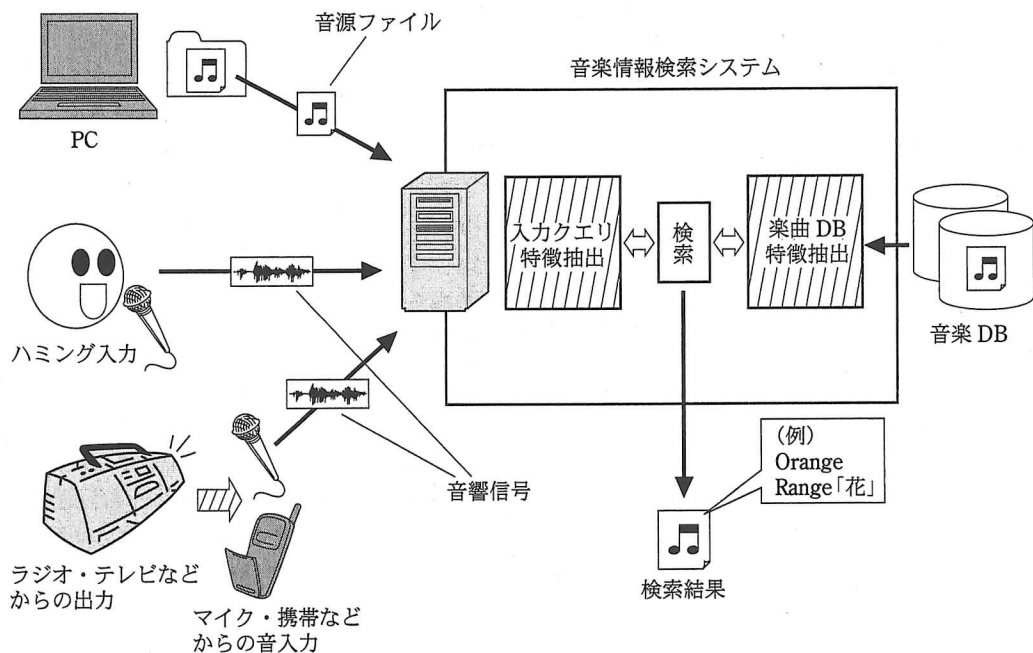 音源ファイル
音楽情報検索システム
PC
入力クエリ
特徴抽出
検
索
楽曲 DB
特徴抽出
音楽 DB
ハミング入力
音響信号
(例)
Orange
Range「花」
検索結果
ラジオ・テレビなど
からの出力
マイク・携帯など
からの音入力